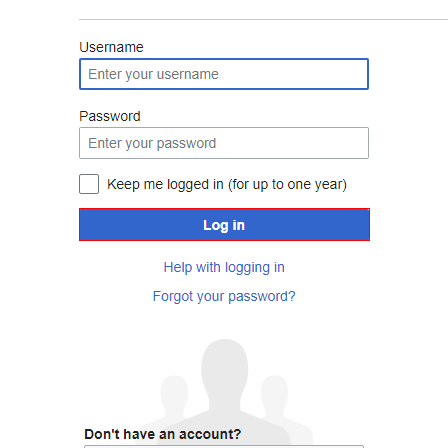 Username
Enter your username
Password
Enter your password
Keep me logged in (for up to one year)
Log in
Help with logging in
Forgot your password?
Don't have an account?